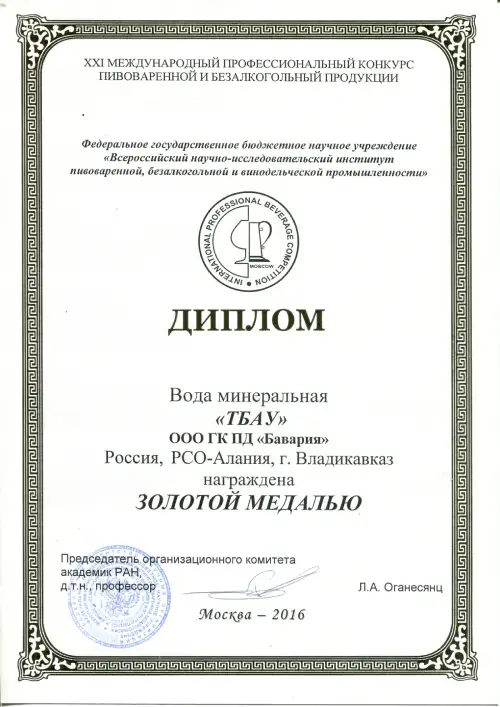 XXI МЕЖДУНАРОДНЫЙ ПРОФЕССИОНАЛЬНЫЙ КОНКУРС
ПИВОВАРЕННОЙ И БЕЗАЛКОГОЛЬНЫЙ ПРОДУКЦИИ
Федеральное государственное бюджетное научное учреждение
«Всероссийский научно-исследовательский институт
пивоваренной, безалкогольной и винодельческой промышленности»
INTERNATIONAL PROFESSIONAL BEVERAGE COMPETITION
MOSCOW
ДИПЛОМ
Вода минеральная
«ТБАУ»
ООО ГК ПД «Бавария»
Россия, РСО-Алания, г. Владикавказ
награждена
ЗОЛОТОЙ МЕДАЛЬЮ
Председатель организационного комитета
академик РАН,
д.т.н., профессор
Л.А. Оганесянц
Москва – 2016